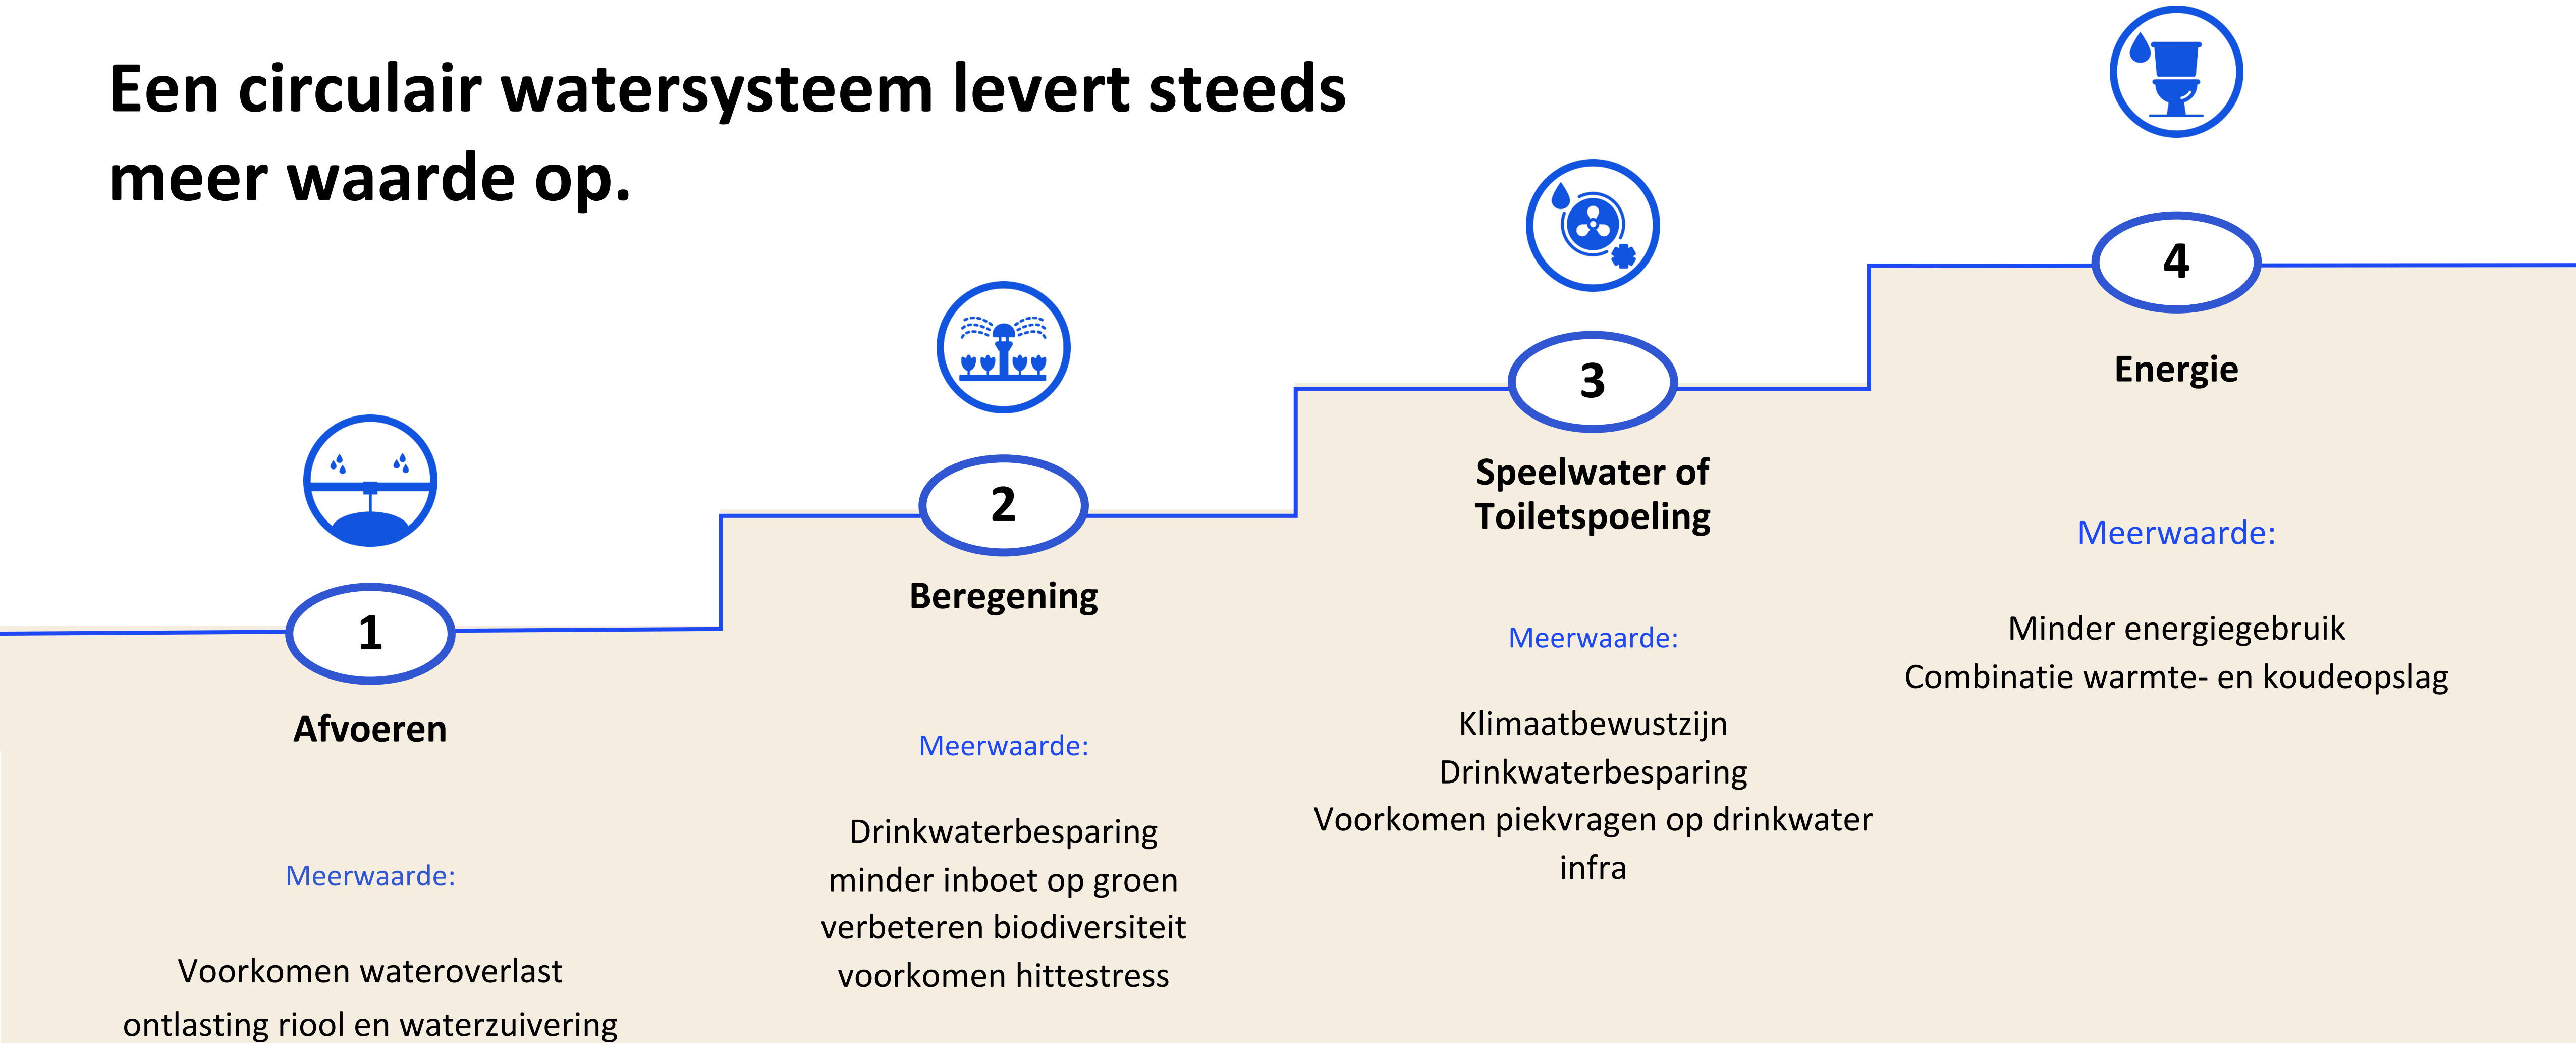 Een circulair watersysteem levert steeds
meer waarde op.
1
Afvoeren
Meerwaarde:
Voorkomen wateroverlast
ontlasting riool en waterzuivering
2
Beregening
Meerwaarde:
Drinkwaterbesparing
minder inboet op groen
verbeteren biodiversiteit
voorkomen hittestress
3
Speelwater of
Toiletspoeling
Meerwaarde:
Klimaatbewustzijn
Drinkwaterbesparing
Voorkomen piekvragen op drinkwater
infra
4
Energie
Meerwaarde:
Minder energiegebruik
Combinatie warmte- en koudeopslag